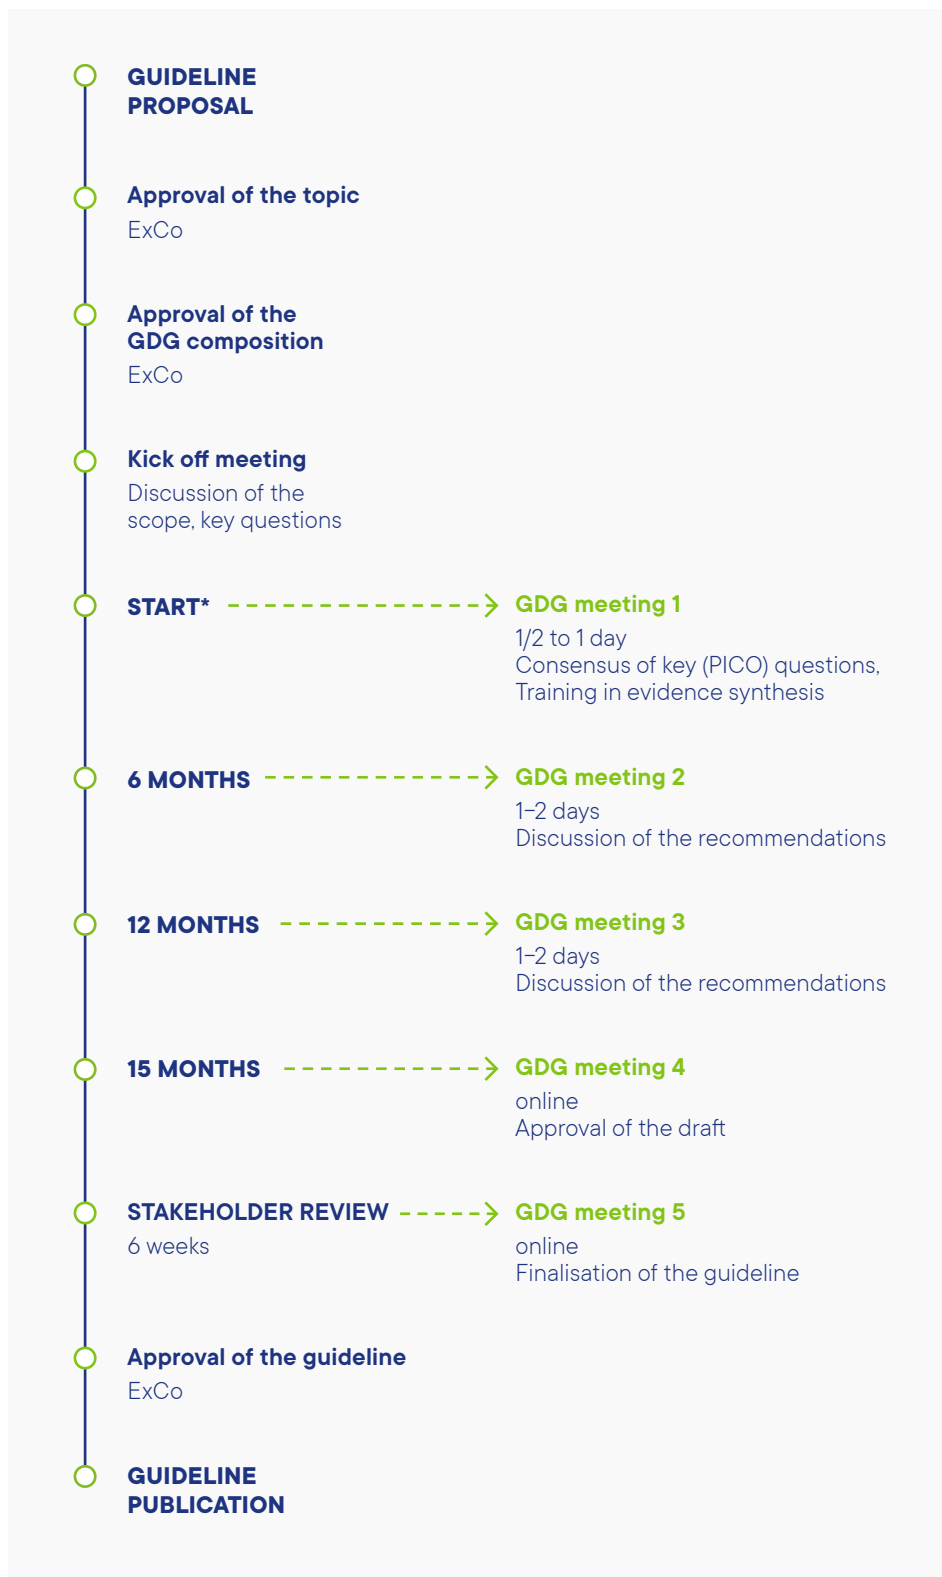 GUIDELINE
PROPOSAL
Approval of the topic
ExCo
Approval of the
GDG composition
ExCo
Kick off meeting
Discussion of the
scope, key questions
START*
GDG meeting 1
1/2 to 1 day
Consensus of key (PICO) questions,
Training in evidence synthesis
6 MONTHS
GDG meeting 2
1–2 days
Discussion of the recommendations
12 MONTHS
GDG meeting 3
1–2 days
Discussion of the recommendations
15 MONTHS
GDG meeting 4
online
Approval of the draft
STAKEHOLDER REVIEW
6 weeks
GDG meeting 5
online
Finalisation of the guideline
Approval of the guideline
ExCo
GUIDELINE
PUBLICATION